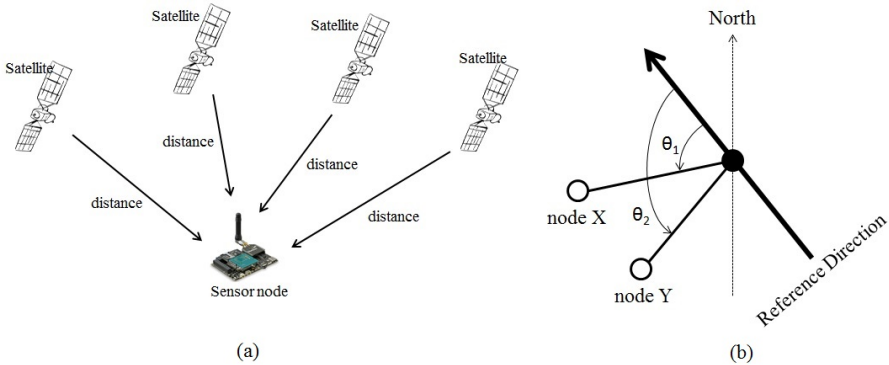 Satellite
Satellite
Satellite
Satellite
distance
distance
distance
distance
Sensor node
(a)
North
θ1
θ2
node X
node Y
Reference Direction
(b)